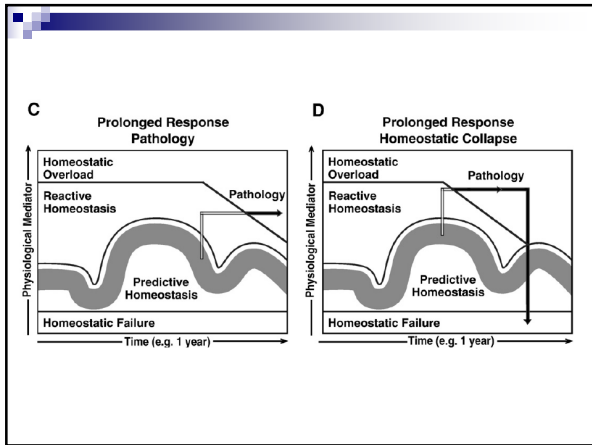 C
Prolonged Response
Pathology
Physiological Mediator
Homeostatic
Overload
Reactive
Homeostasis
Pathology
Predictive
Homeostasis
Homeostatic Failure
Time (e.g. 1 year)
D
Prolonged Response
Homeostatic Collapse
Physiological Mediator
Homeostatic
Overload
Pathology
Reactive
Homeostasis
Predictive
Homeostasis
Homeostatic Failure
Time (e.g. 1 year)